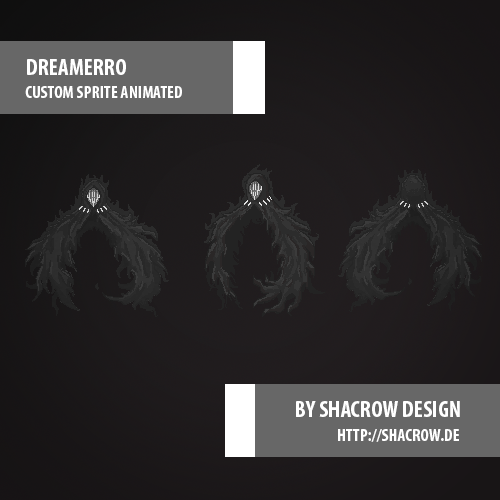 DREAMERRO
CUSTOM SPRITE ANIMATED
BY SHACROW DESIGN
HTTP://SHACROW.DE